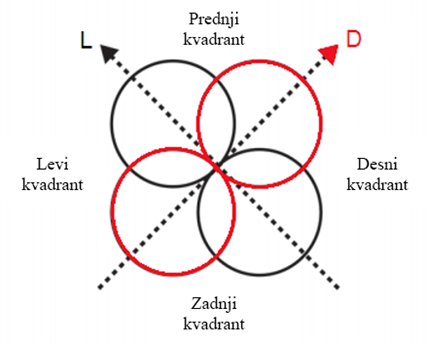 Prednji
kvadrant
L
D
Levi
kvadrant
Desni
kvadrant
Zadnji
kvadrant